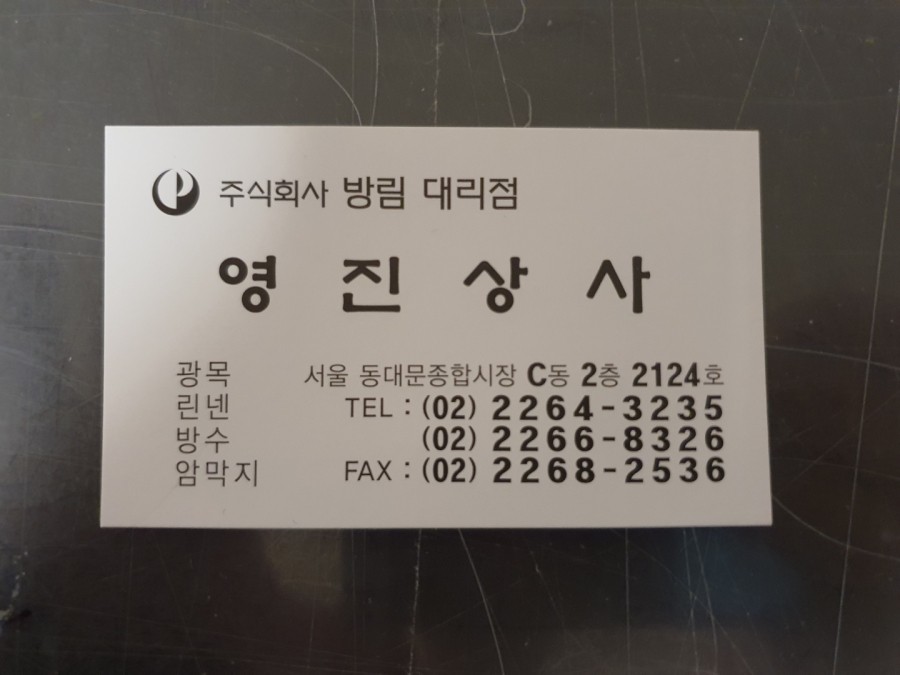 주식회사 방림 대리점
영진상사
광목 서울 동대문종합시장 C동 2층 2124호
린넨 TEL : (02) 2264-3235
방수 (02) 2266-8326
암막지 FAX : (02) 2268-2536